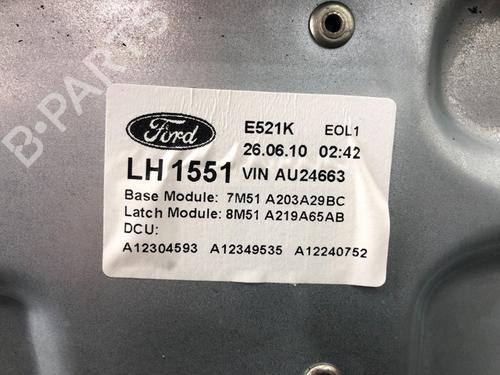 B-PARTS
Ford
E521K EOL1
26.06.10 02:42
LH 1551 VIN AU24663
Base Module: 7M51 A203A29BC
Latch Module: 8M51 A219A65AB
DCU:
A12304593 A12349535 A12240752